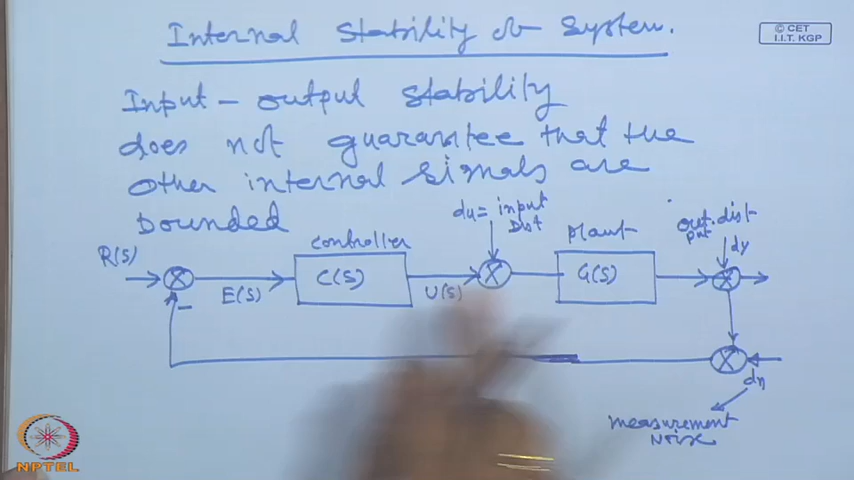 Internal Stability of System.
© CET
I.I.T. KGP
Input - output stability
does not guarantee that the
other internal signals are
bounded
du = input
Dist
out. dist
put
dy
controller
plant
R(S)
C(S)
G(S)
E(S)
U(S)
-
dn
measurement
Noise
NPTEL